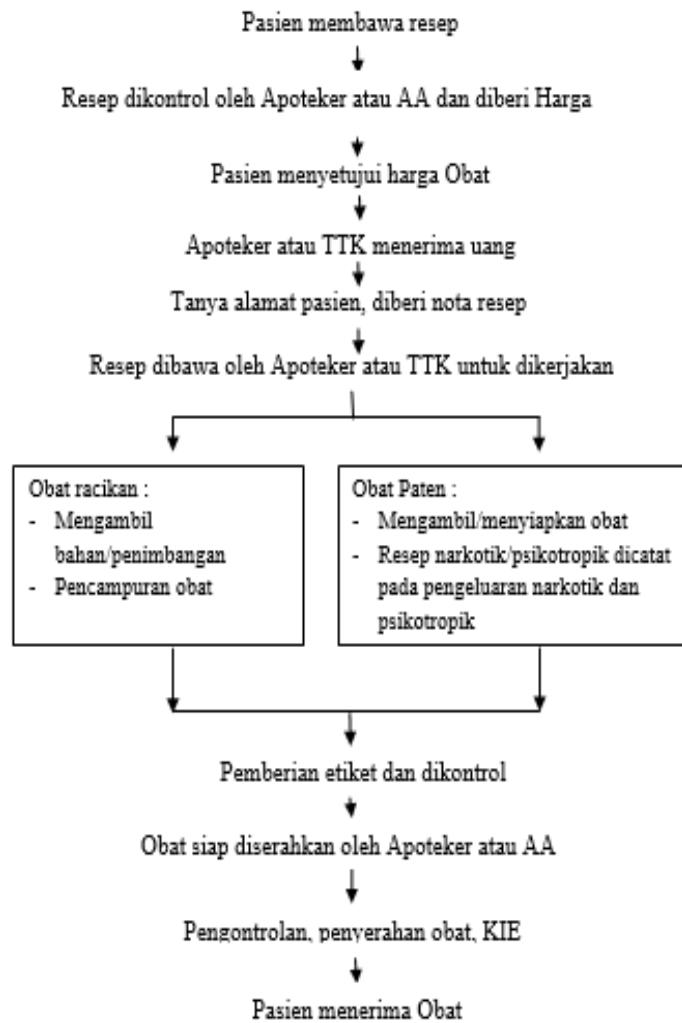 Pasien membawa resep
Resep dikontrol oleh Apoteker atau AA dan diberi Harga
Pasien menyetujui harga Obat
Apoteker atau TTK menerima uang
Tanya alamat pasien, diberi nota resep
Resep dibawa oleh Apoteker atau TTK untuk dikerjakan
Obat racikan :
- Mengambil
bahan/penimbangan
- Pencampuran obat
Obat Paten :
- Mengambil/menyiapkan obat
- Resep narkotik/psikotropik dicatat
pada pengeluaran narkotik dan
psikotropik
Pemberian etiket dan dikontrol
Obat siap diserahkan oleh Apoteker atau AA
Pengontrolan, penyerahan obat, KIE
Pasien menerima Obat